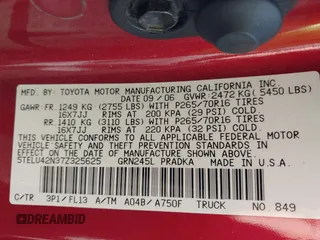 MFD. BY: TOYOTA MOTOR MANUFACTURING CALIFORNIA INC.
DATE 09/06 GVWR 2472 KG (5450 LBS)
GAWR FR. 1249 KG (2755 LBS) WITH P265/70R16 TIRES
16X7JJ RIMS AT 200 KPA (29 PSI) COLD
RR. 1410 KG (3110 LBS) WITH P265/70R16 TIRES
16X7JJ RIMS AT 220 KPA (32 PSI) COLD
THIS VEHICLE CONFORMS TO ALL APPLICABLE FEDERAL MOTOR
VEHICLE SAFETY STANDARDS IN EFFECT ON THE DATE OF
MANUFACTURE SHOWN ABOVE.
5TELU42N37Z325625 GRN245L PRADKA MADE IN U.S.A.
C/TR 3P1/FL13 A/TM A04B/A750F TRUCK NO. 849
DREAMBID